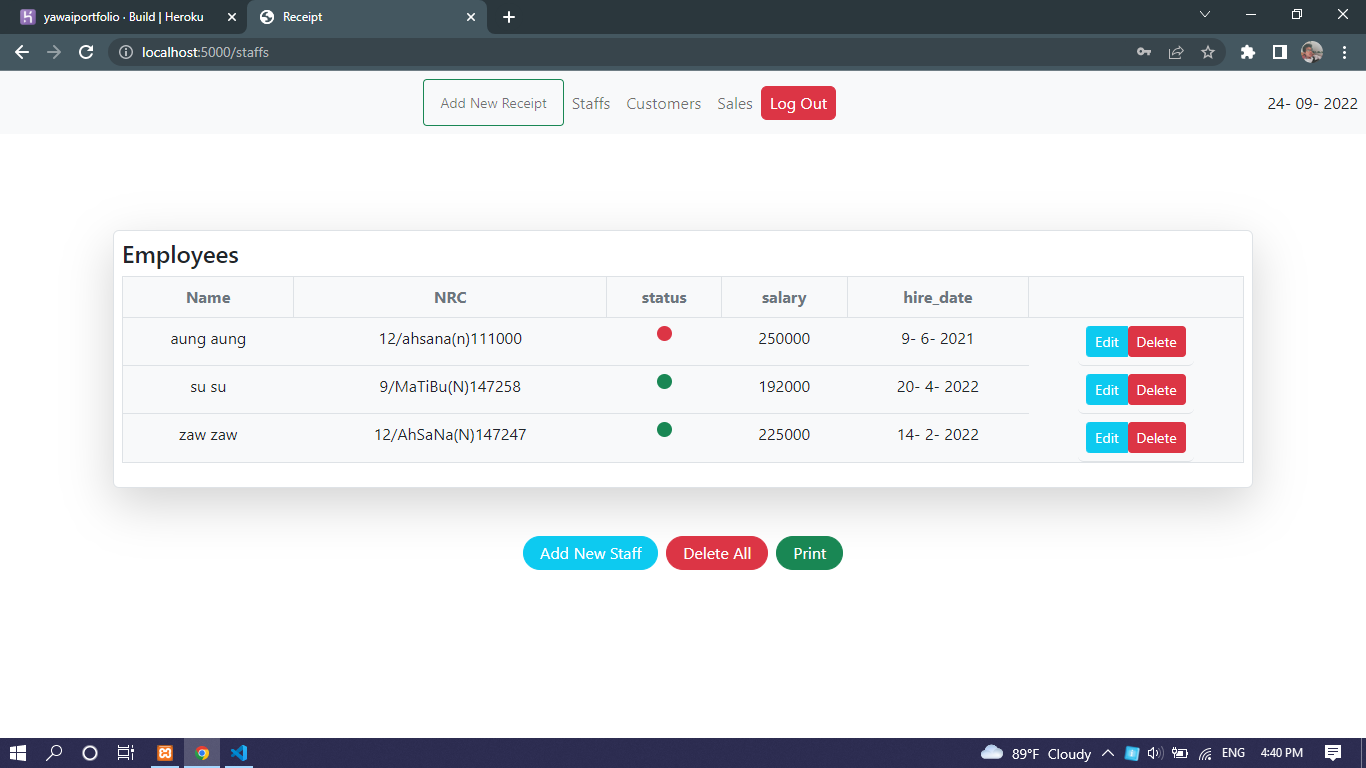 yawaiportfolio · Build | Heroku
Receipt
localhost:5000/staffs
Add New Receipt Staffs Customers Sales Log Out 24- 09- 2022
Employees
Name NRC status salary hire_date
aung aung 12/ahsana(n)111000 250000 9- 6- 2021 Edit Delete
su su 9/MaTiBu(N)147258 192000 20- 4- 2022 Edit Delete
zaw zaw 12/AhSaNa(N)147247 225000 14- 2- 2022 Edit Delete
Add New Staff Delete All Print
89°F Cloudy ENG 4:40 PM